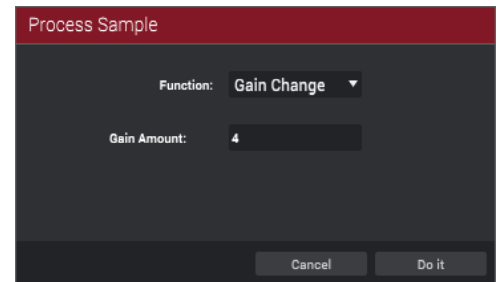 Process Sample
Function: Gain Change
Gain Amount: 4
Cancel Do it